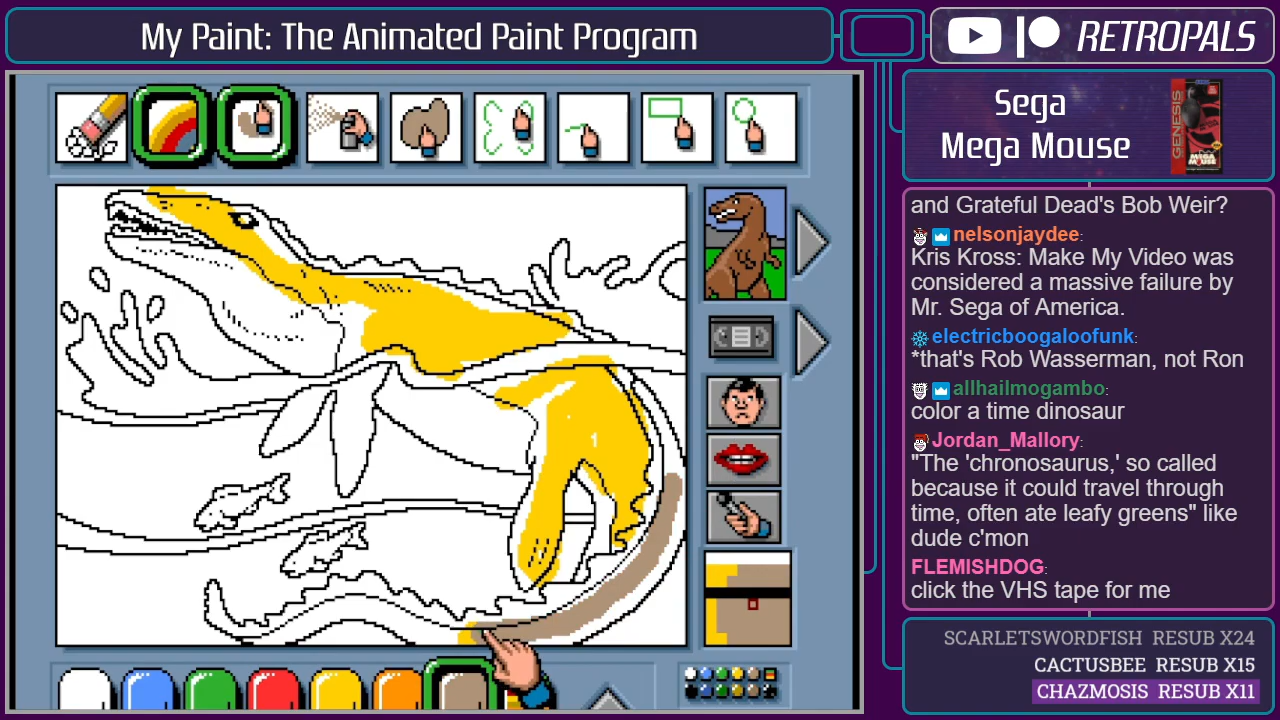 My Paint: The Animated Paint Program
RETROPALS
Sega
Mega Mouse
GENESIS
MEGA
MOUSE
and Grateful Dead's Bob Weir?
nelsonjaydee:
Kris Kross: Make My Video was
considered a massive failure by
Mr. Sega of America.
electricboogaloofunk:
*that's Rob Wasserman, not Ron
allhailmogambo:
color a time dinosaur
Jordan_Mallory:
"The 'chronosaurus,' so called
because it could travel through
time, often ate leafy greens" like
dude c'mon
FLEMISHDOG:
click the VHS tape for me
SCARLETSWORDFISH RESUB X24
CACTUSBEE RESUB X15
CHAZMOSIS RESUB X11